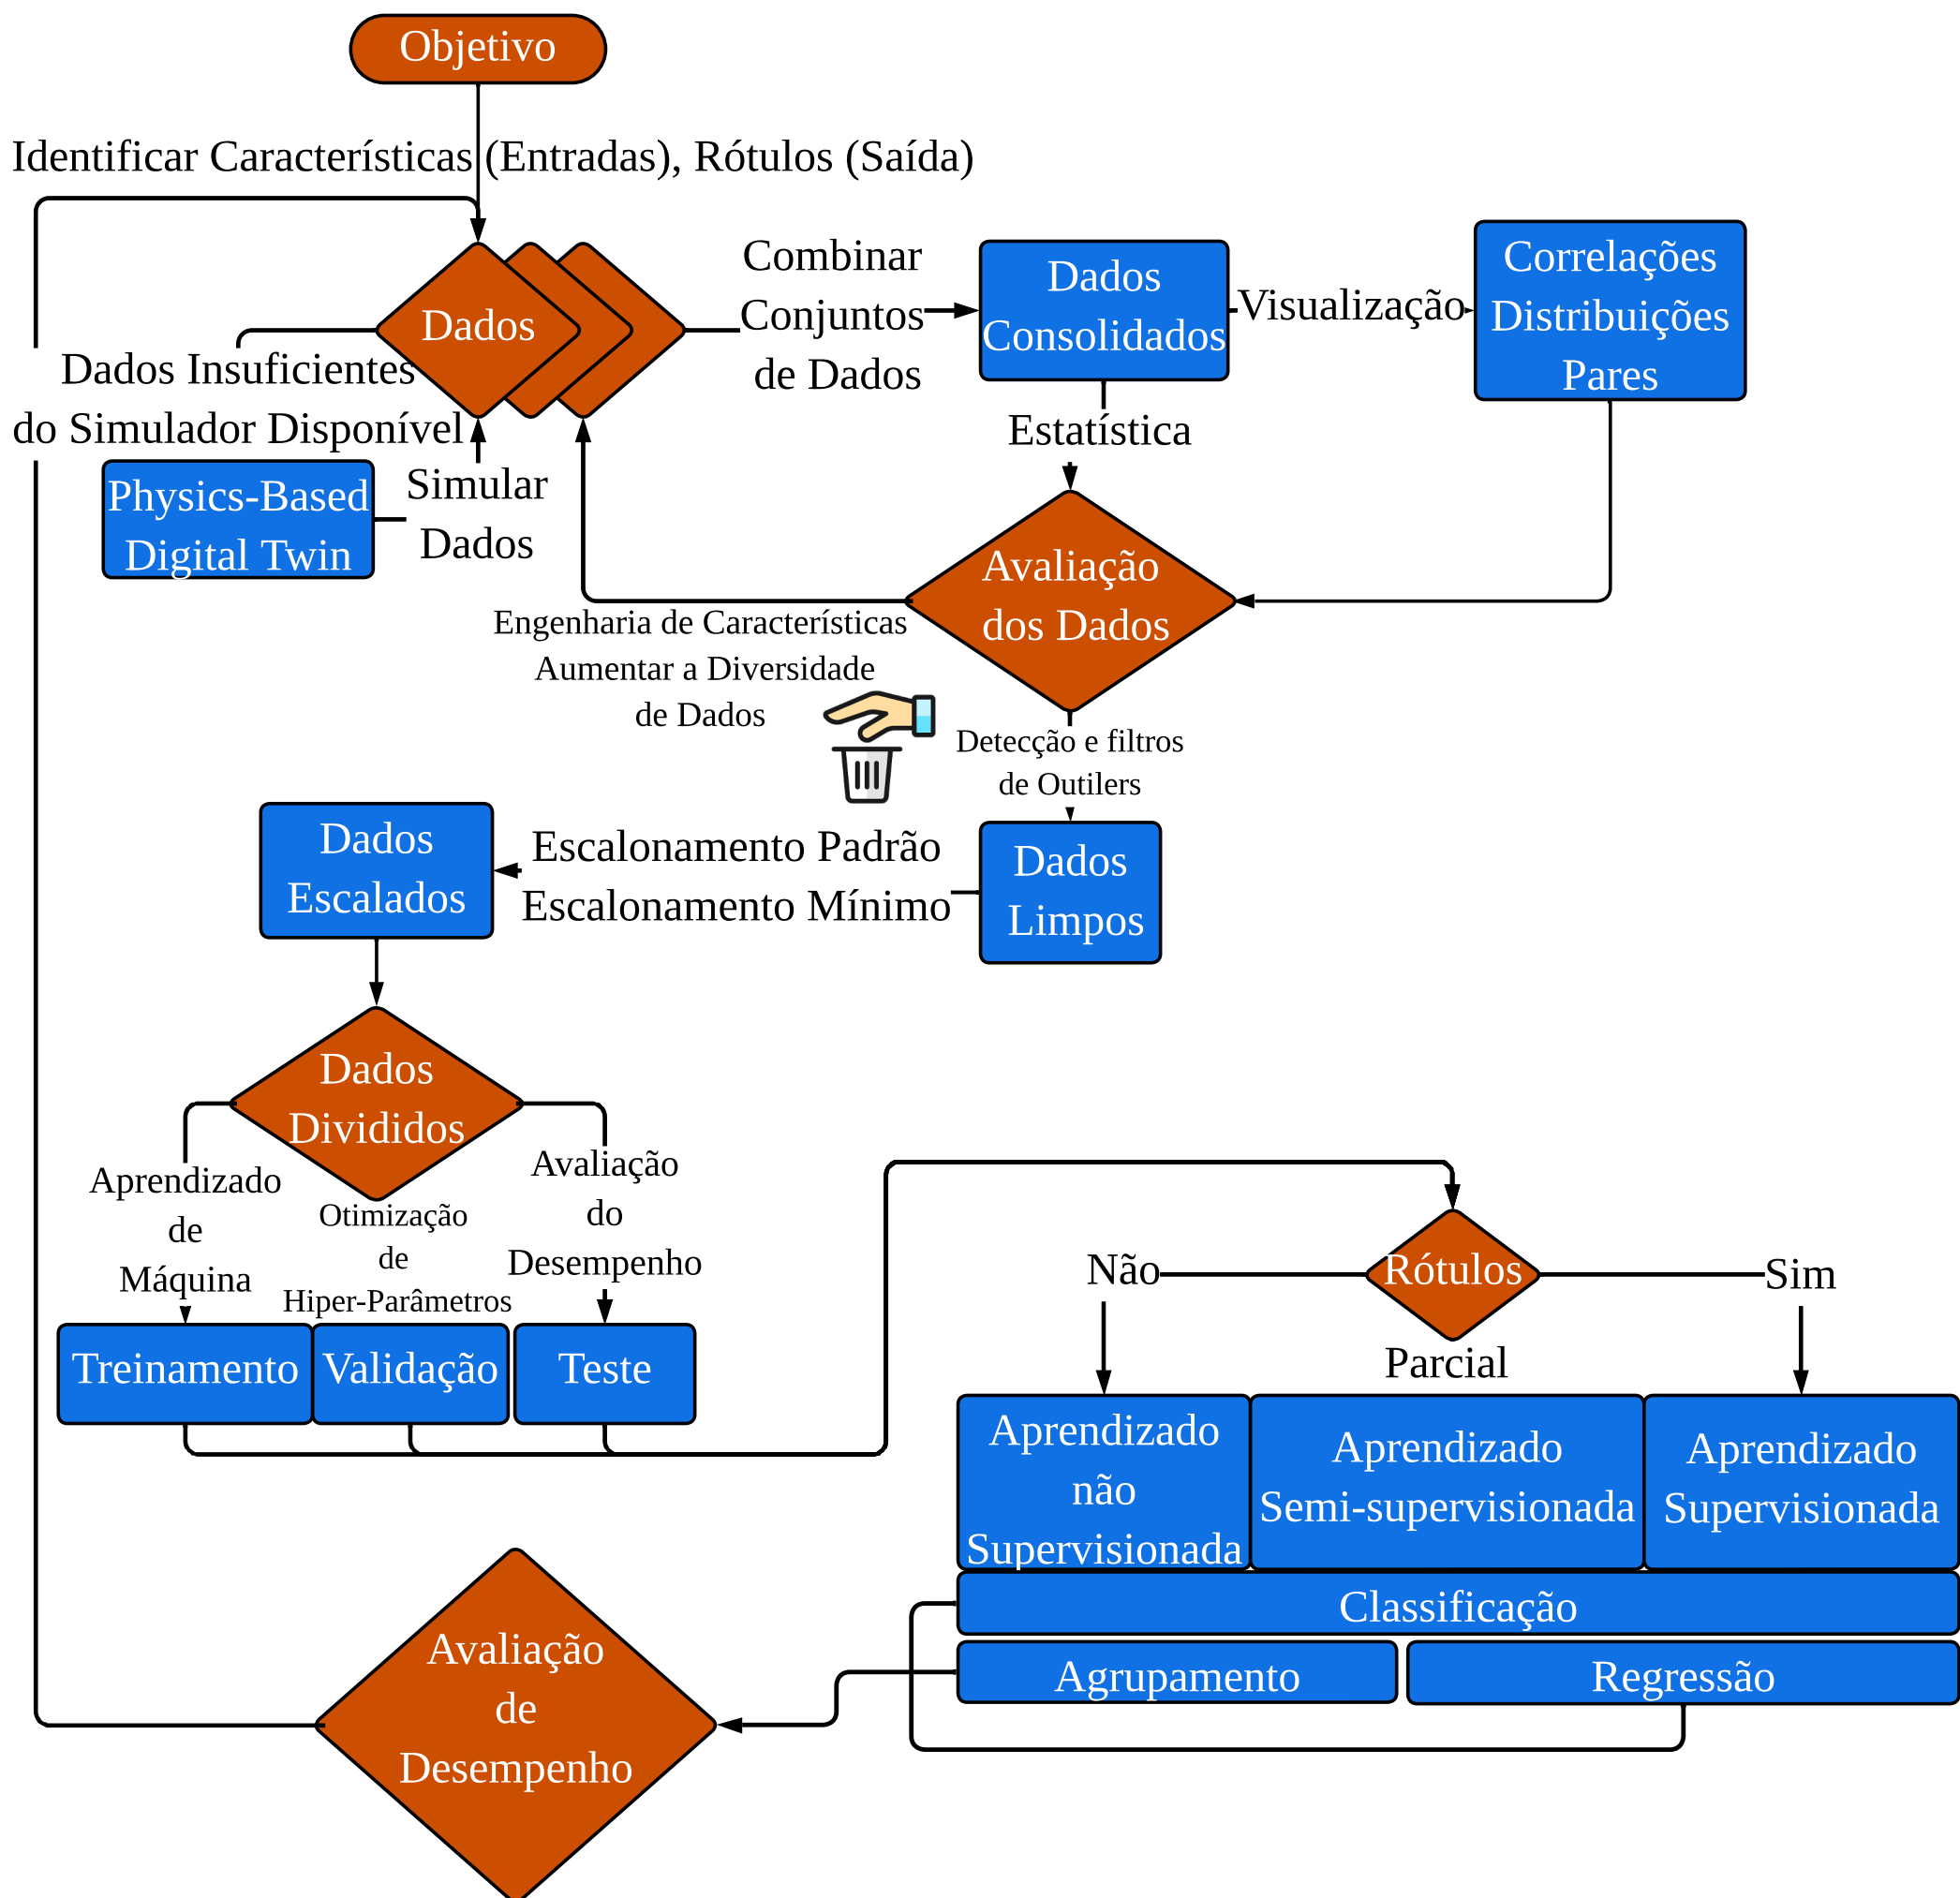 Objetivo
Identificar Características (Entradas), Rótulos (Saída)
Dados
Combinar
Conjuntos
de Dados
Dados
Consolidados
Visualização
Correlações
Distribuições
Pares
Dados Insuficientes
do Simulador Disponível
Physics-Based
Digital Twin
Simular
Dados
Estatística
Avaliação
dos Dados
Engenharia de Características
Aumentar a Diversidade
de Dados
Detecção e filtros
de Outilers
Dados
Limpos
Escalonamento Padrão
Escalonamento Mínimo
Dados
Escalados
Dados
Divididos
Aprendizado
de
Máquina
Otimização
de
Hiper-Parâmetros
Avaliação
do
Desempenho
Treinamento
Validação
Teste
Rótulos
Não
Sim
Parcial
Aprendizado
não
Supervisionada
Aprendizado
Semi-supervisionada
Aprendizado
Supervisionada
Classificação
Agrupamento
Regressão
Avaliação
de
Desempenho